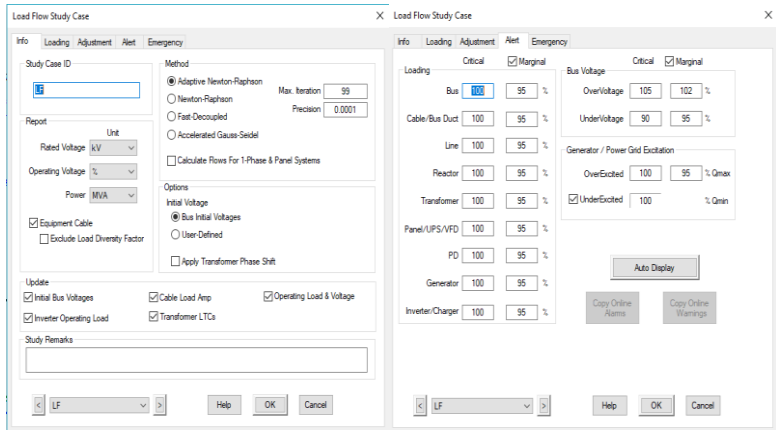 Load Flow Study Case
Info Loading Adjustment Alert Emergency
Study Case ID
LF
Report
Unit
Rated Voltage kV
Operating Voltage %
Power MVA
Equipment Cable
Exclude Load Diversity Factor
Method
Adaptive Newton-Raphson
Newton-Raphson
Fast-Decoupled
Accelerated Gauss-Seidel
Max. Iteration 99
Precision 0.0001
Calculate Flows For 1-Phase & Panel Systems
Options
Initial Voltage
Bus Initial Voltages
User-Defined
Apply Transformer Phase Shift
Update
Initial Bus Voltages Cable Load Amp Operating Load & Voltage
Inverter Operating Load Transformer LTCs
Study Remarks
< LF > Help OK Cancel
Load Flow Study Case
Info Loading Adjustment Alert Emergency
Loading
Critical Marginal
Bus 100 95 %
Cable/Bus Duct 100 95 %
Line 100 95 %
Reactor 100 95 %
Transformer 100 95 %
Panel/UPS/VFD 100 95 %
PD 100 95 %
Generator 100 95 %
Inverter/Charger 100 95 %
Bus Voltage
Critical Marginal
OverVoltage 105 102 %
UnderVoltage 90 95 %
Generator / Power Grid Excitation
OverExcited 100 95 % Qmax
UnderExcited 100 % Qmin
Auto Display
Copy Online Alarms
Copy Online Warnings
< LF > Help OK Cancel